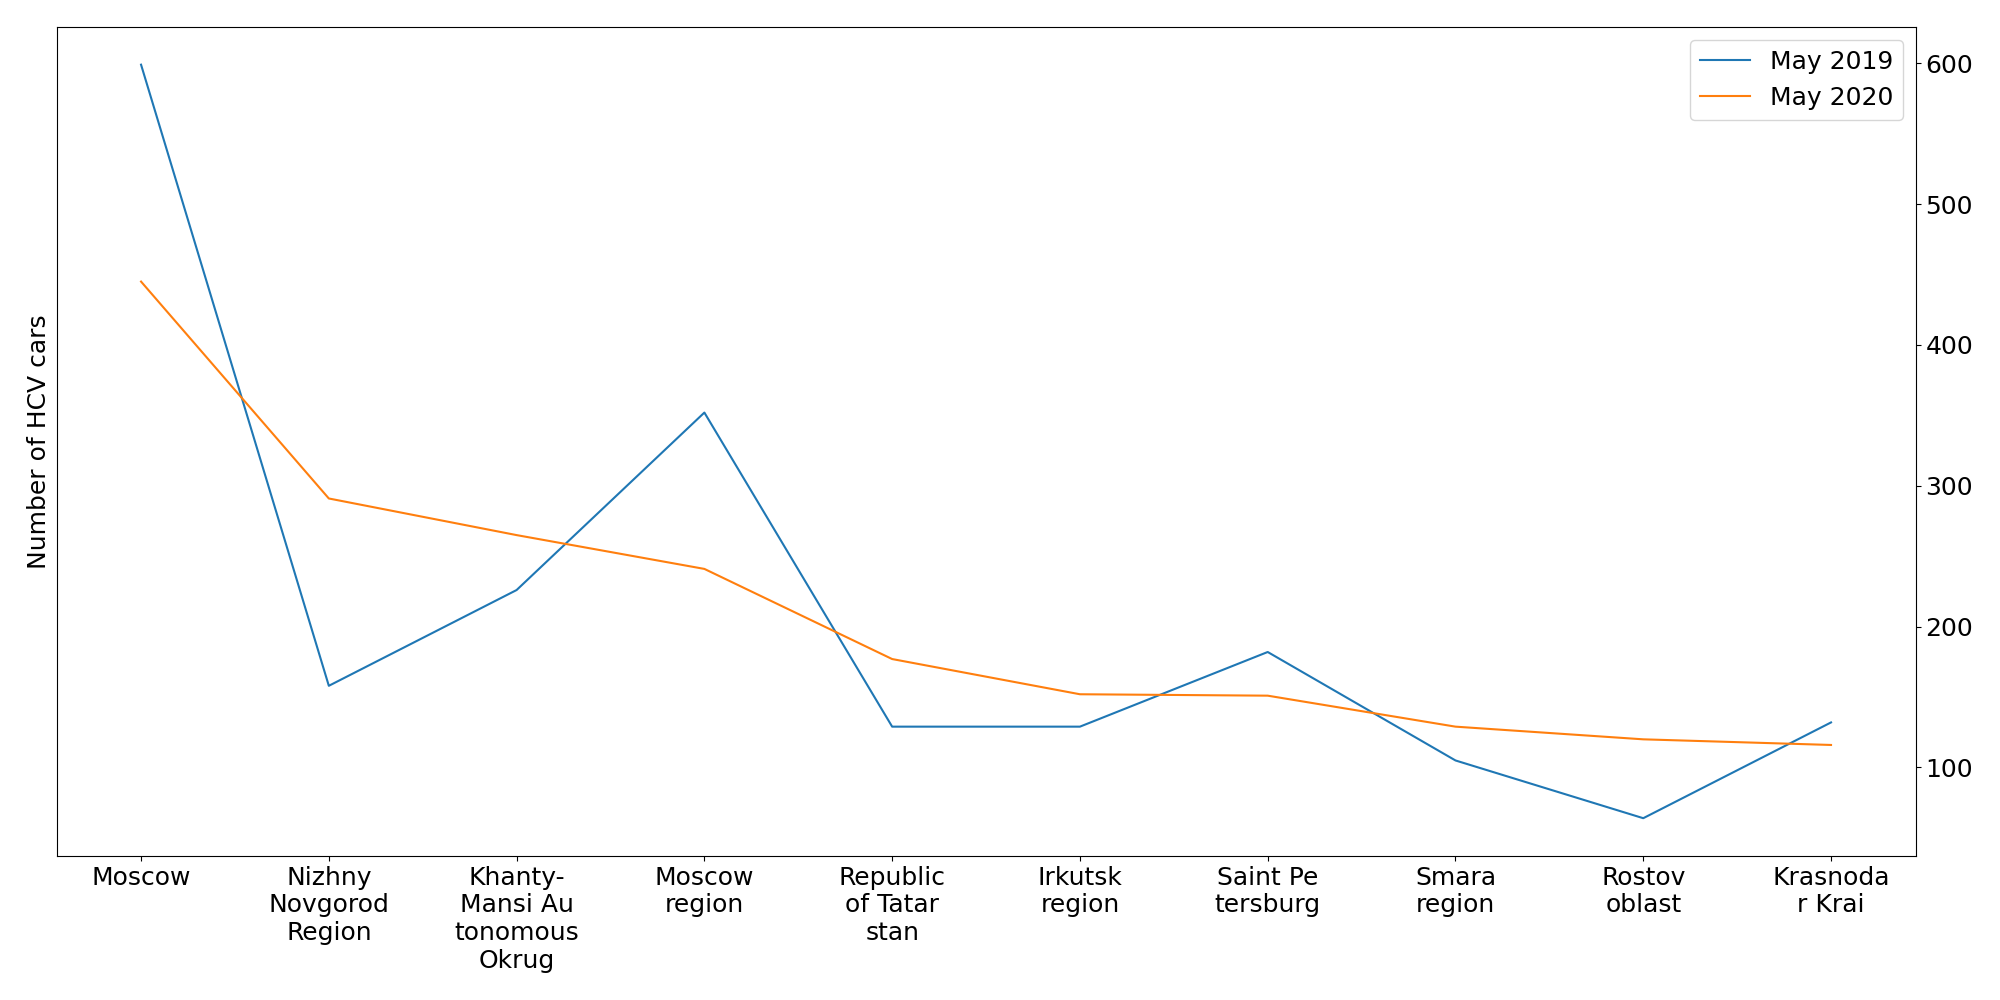 May 2019
May 2020
600
500
400
300
200
100
Number of HCV cars
Moscow
Nizhny
Novgorod
Region
Khanty-
Mansi Au
tonomous
Okrug
Moscow
region
Republic
of Tatar
stan
Irkutsk
region
Saint Pe
tersburg
Smara
region
Rostov
oblast
Krasnoda
r Krai